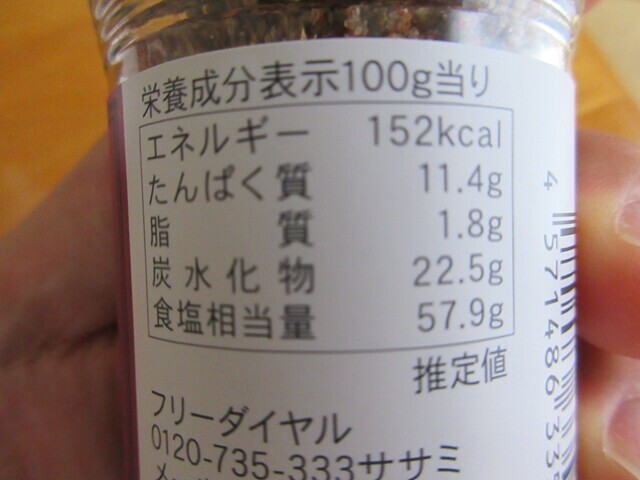 栄養成分表示100g当り
エネルギー 152kcal
たんぱく質 11.4g
脂質 1.8g
炭水化物 22.5g
食塩相当量 57.9g
推定値
フリーダイヤル
0120-735-333ササミ
4 571486 335